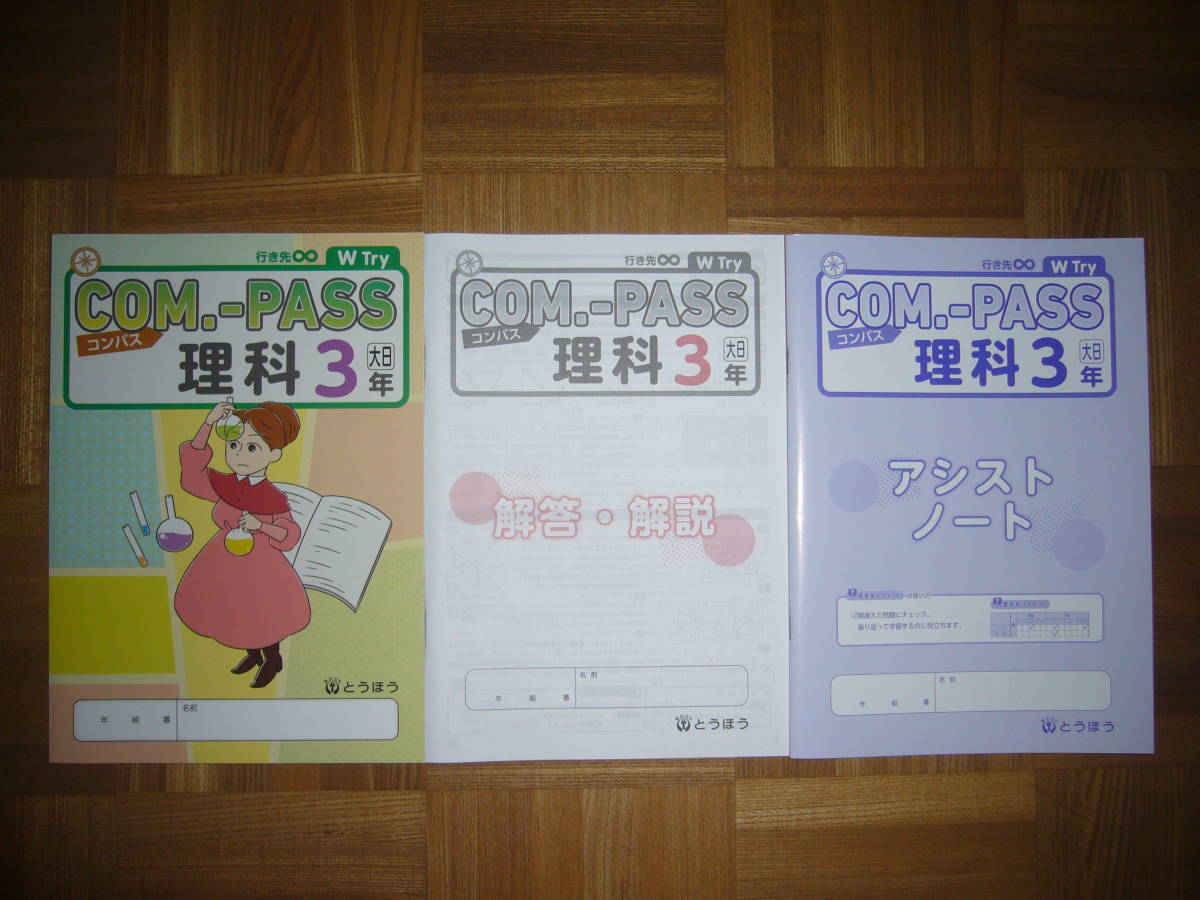 行き先∞ W Try
COM.-PASS
コンパス
理科3年
大日
とうほう
年 組 番
名前
行き先∞ W Try
COM.-PASS
コンパス
理科3年
大日
解答・解説
年 組 番
名前
とうほう
行き先∞ W Try
COM.-PASS
コンパス
理科3年
大日
アシスト
ノート
間違えた問題にチェック。
振り返って学習するのに役立ちます。
年 組 番
名前
とうほう